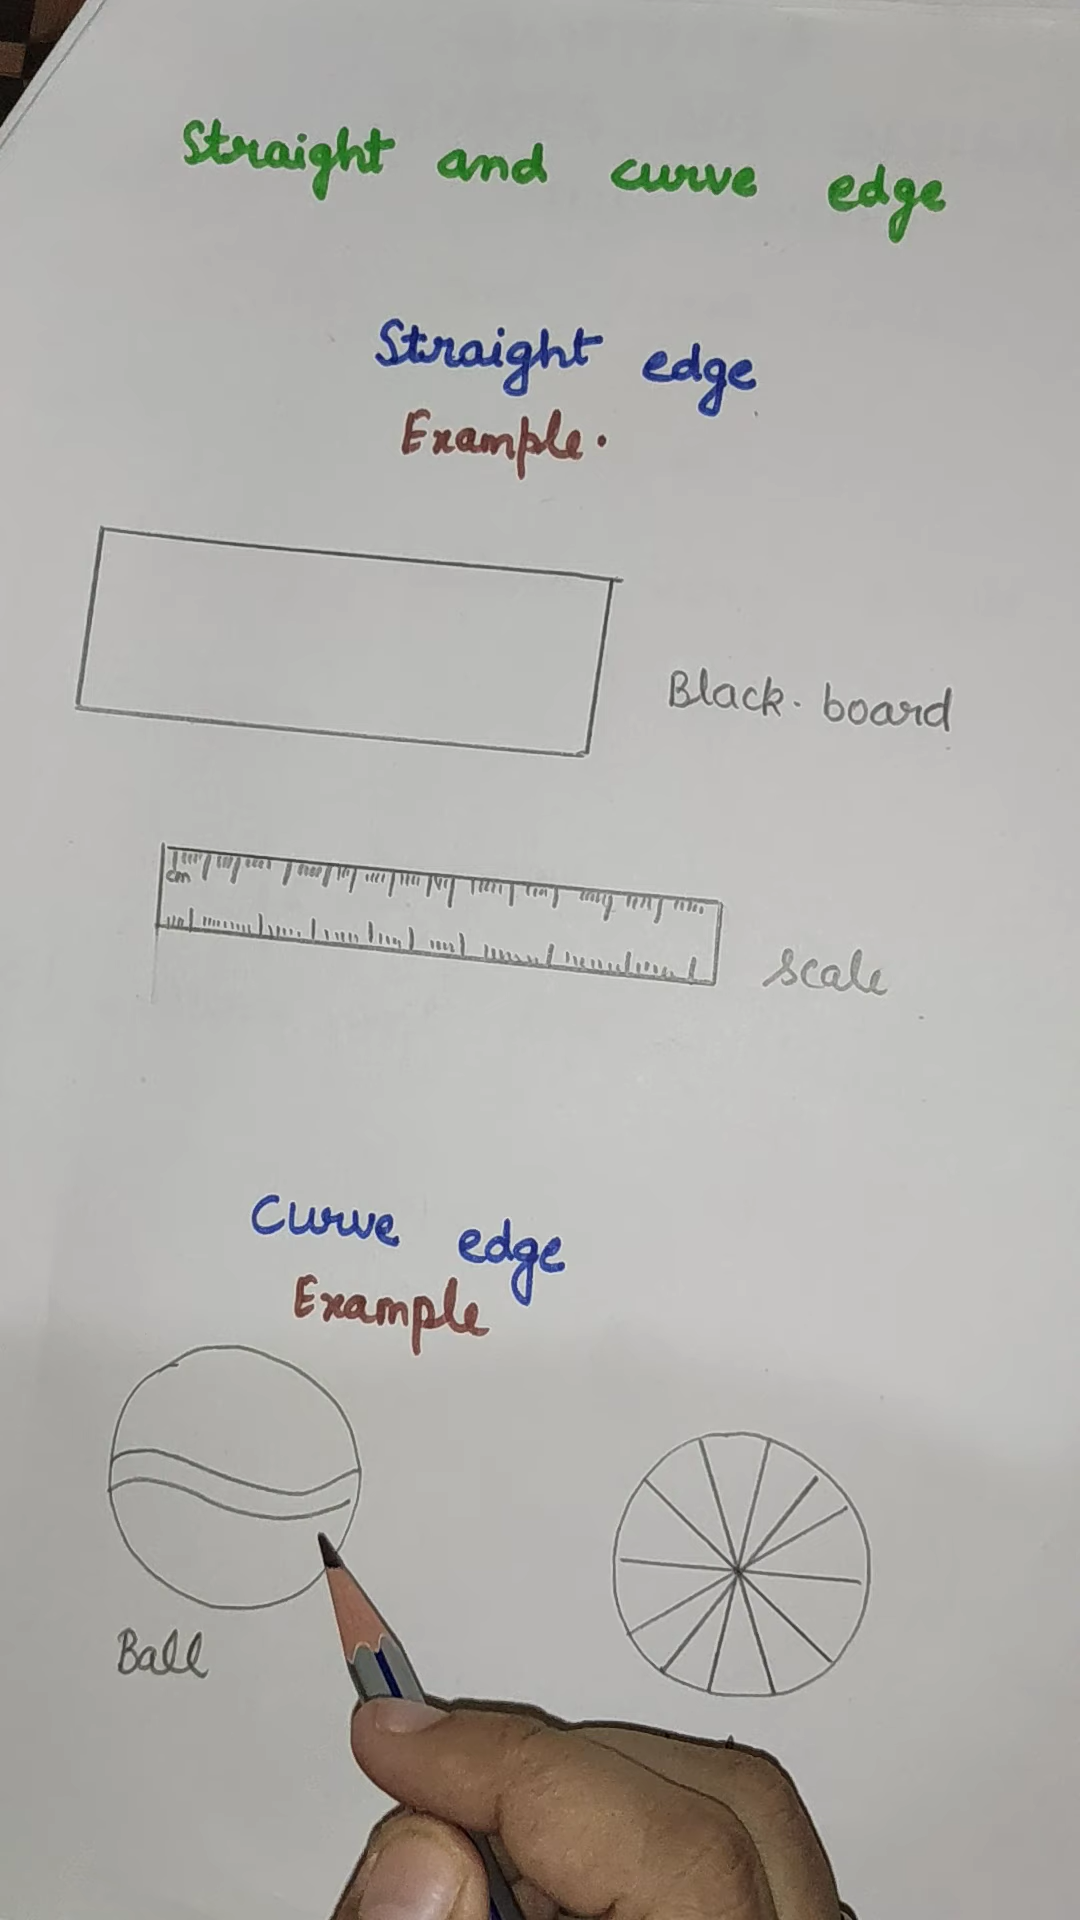 Straight and curve edge
Straight edge
Example.
Black-board
cm
scale
Curve edge
Example
Ball